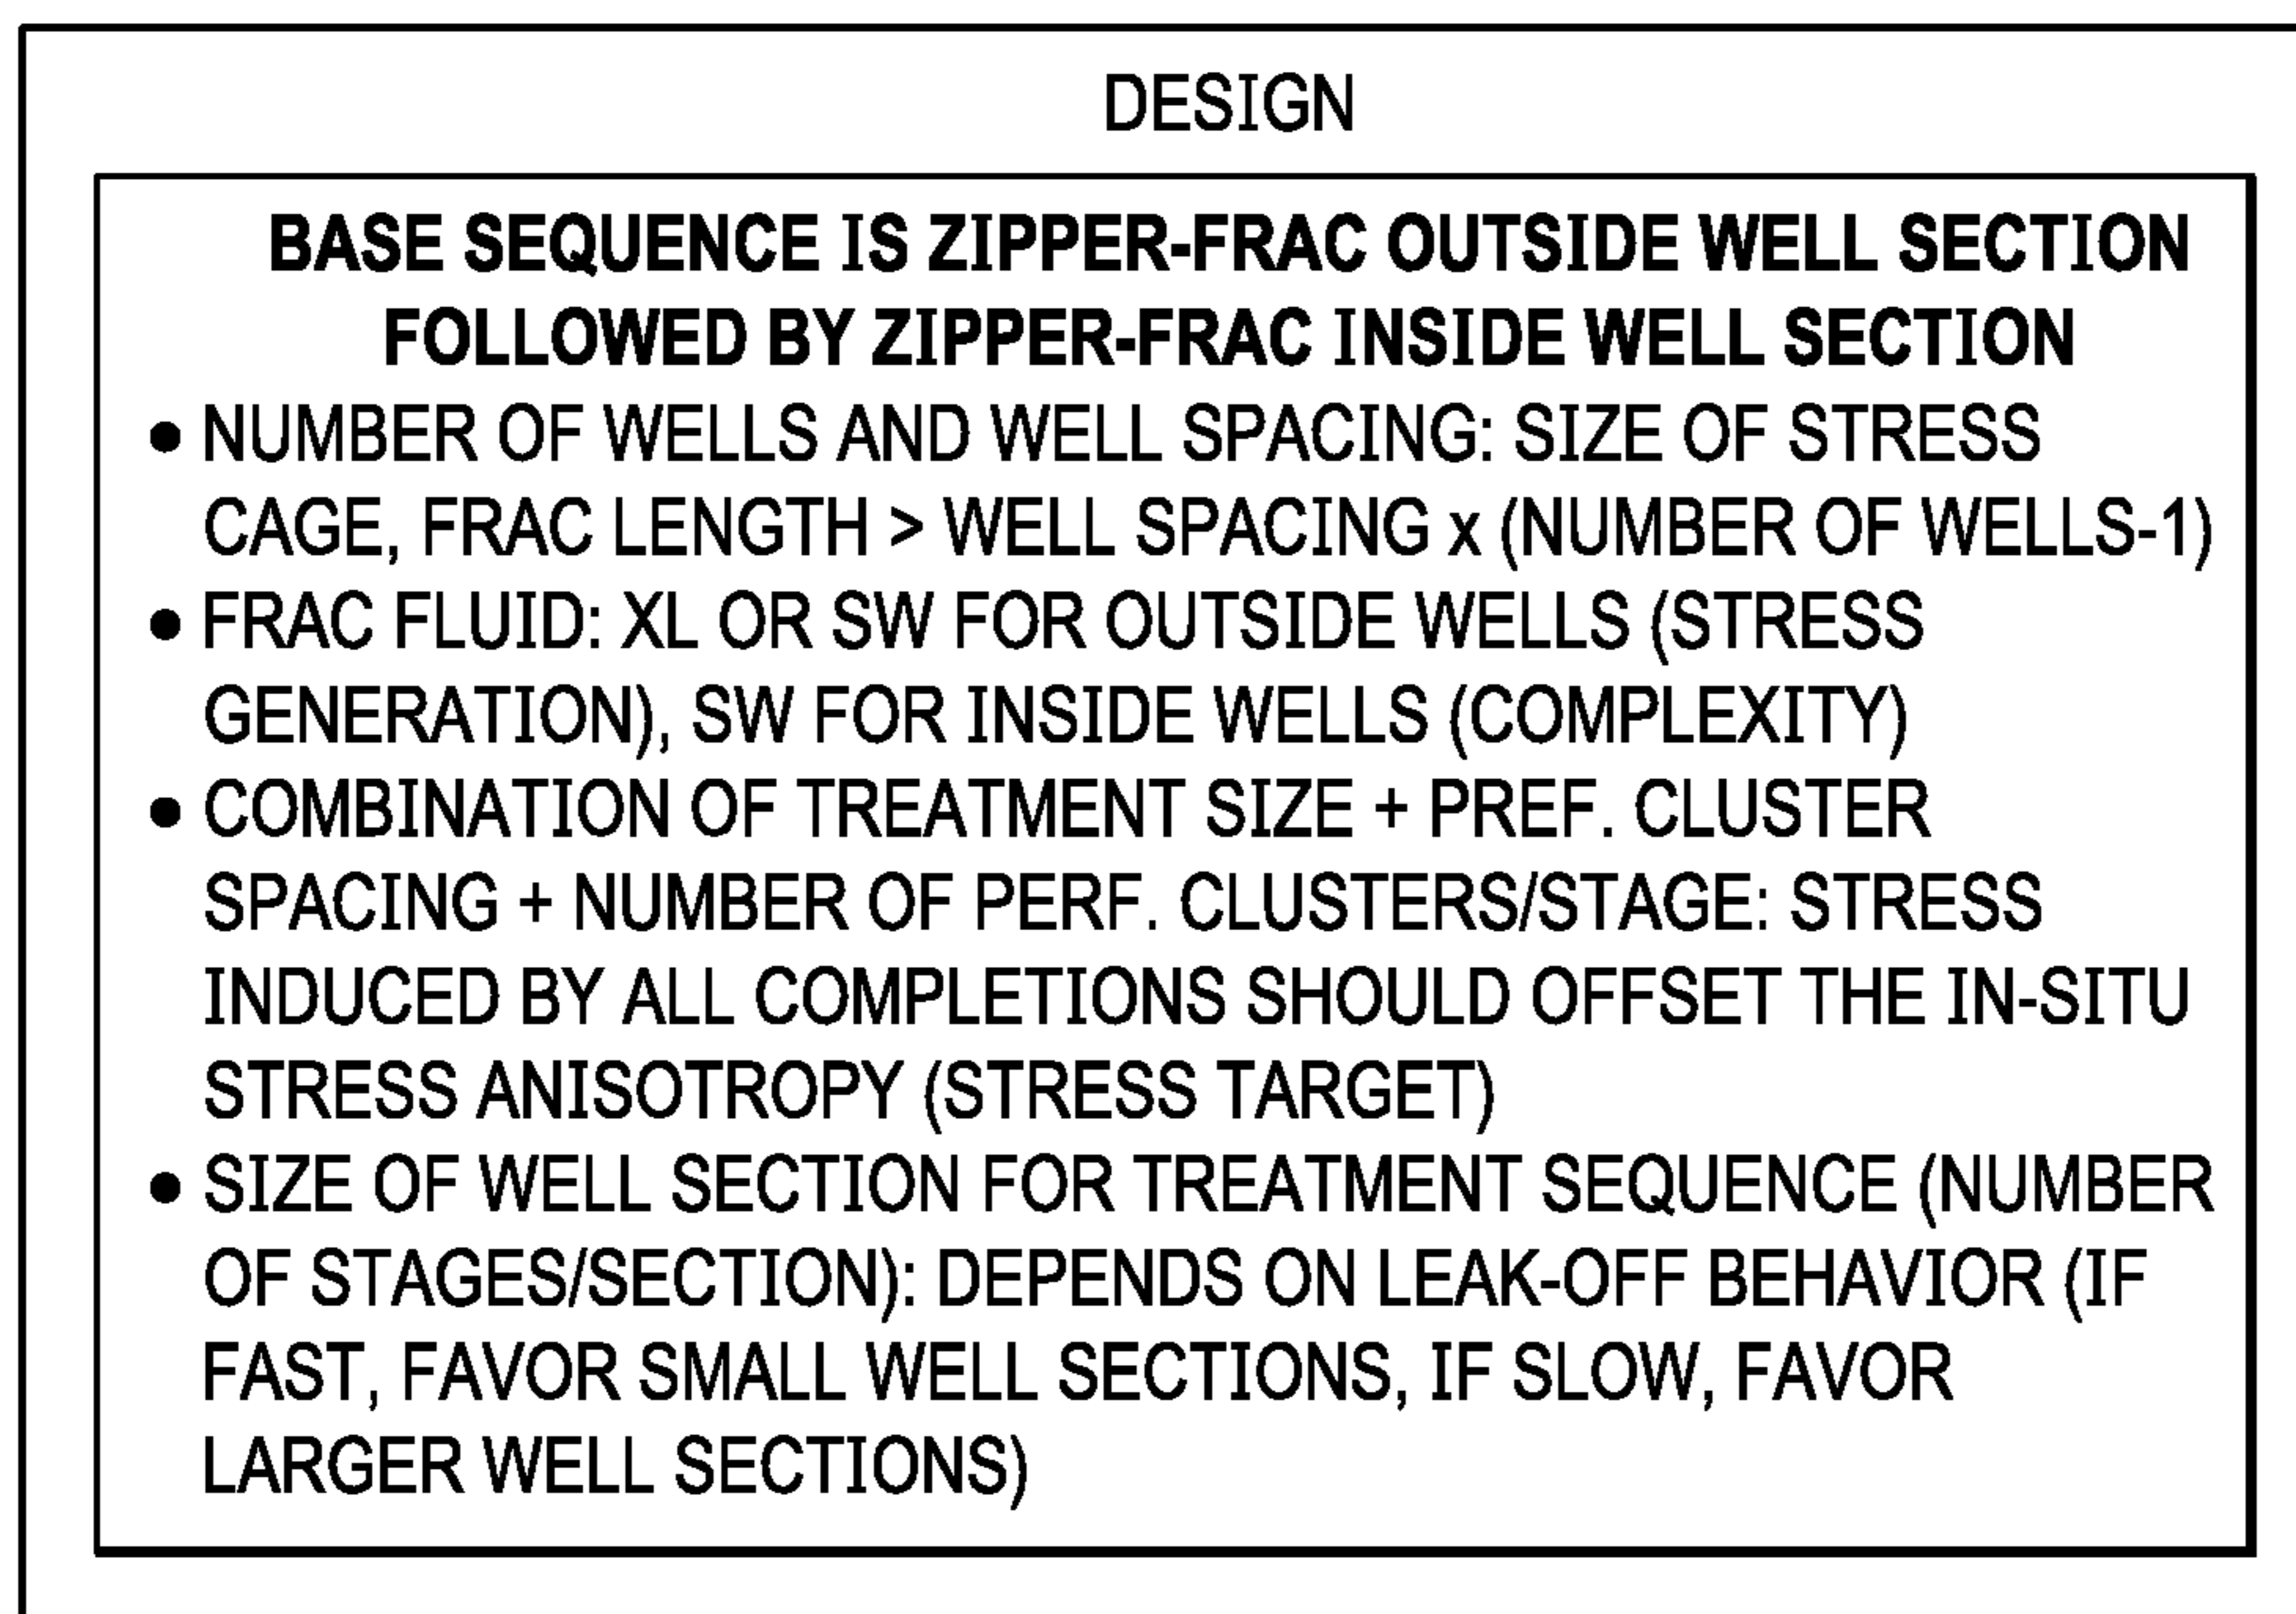 DESIGN
BASE SEQUENCE IS ZIPPER-FRAC OUTSIDE WELL SECTION
FOLLOWED BY ZIPPER-FRAC INSIDE WELL SECTION
● NUMBER OF WELLS AND WELL SPACING: SIZE OF STRESS
CAGE, FRAC LENGTH > WELL SPACING x (NUMBER OF WELLS-1)
● FRAC FLUID: XL OR SW FOR OUTSIDE WELLS (STRESS
GENERATION), SW FOR INSIDE WELLS (COMPLEXITY)
● COMBINATION OF TREATMENT SIZE + PREF. CLUSTER
SPACING + NUMBER OF PERF. CLUSTERS/STAGE: STRESS
INDUCED BY ALL COMPLETIONS SHOULD OFFSET THE IN-SITU
STRESS ANISOTROPY (STRESS TARGET)
● SIZE OF WELL SECTION FOR TREATMENT SEQUENCE (NUMBER
OF STAGES/SECTION): DEPENDS ON LEAK-OFF BEHAVIOR (IF
FAST, FAVOR SMALL WELL SECTIONS, IF SLOW, FAVOR
LARGER WELL SECTIONS)